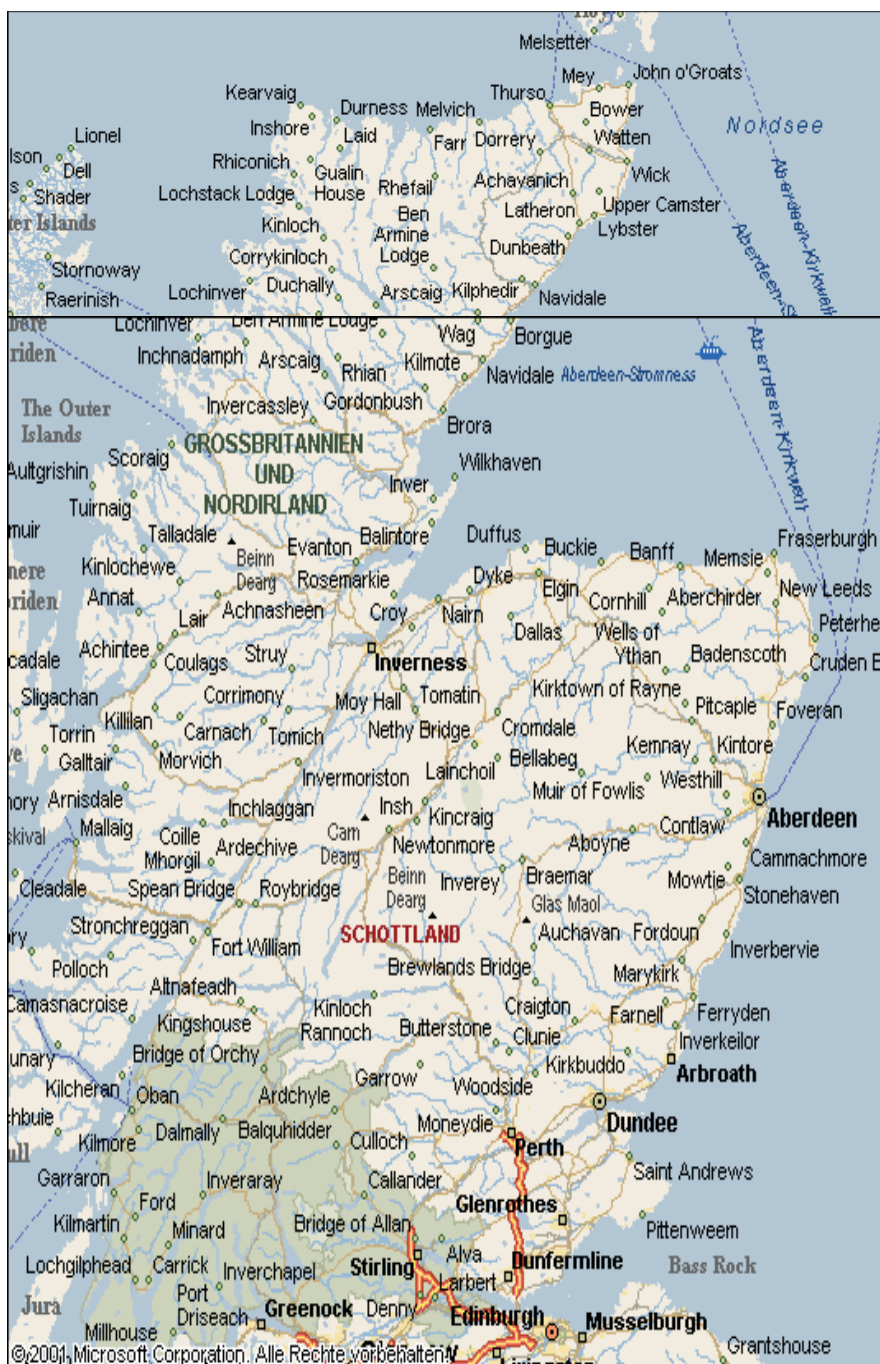 Hoy
Melsetter
Mey
John o'Groats
Thurso
Kearvaig
Durness
Melvich
Bower
Inshore
Laid
Farr
Dorrery
Watten
Nordsee
Lionel
Dell
Rhiconich
Gualin House
Achavanich
Wick
Shader
Lochstack Lodge
Rhefail
Latheron
Upper Camster
Kinloch
Ben Armine Lodge
Lybster
Dunbeath
Aberdeen-Kirkwall
Stornoway
Corrykinloch
Raerinish
Lochinver
Duchally
Arscaig
Kilphedir
Navidale
Lochinver
Ben Armine Lodge
Wag
Borgue
Inchnadamph
Arscaig
Rhian
Kilmote
Navidale
Aberdeen-Stromness
Aberdeen-Kirkwall
The Outer Islands
Invercassley
Gordonbush
Brora
GROSSBRITANNIEN
UND
NORDIRLAND
Scoraig
Wilkhaven
Aultgrishin
Tuirnaig
Inver
Talladale
Beinn Dearg
Evanton
Balintore
Duffus
Buckie
Banff
Memsie
Fraserburgh
Kinlochewe
Rosemarkie
Dyke
Elgin
Cornhill
Aberchirder
New Leeds
Annat
Lair
Achnasheen
Croy
Nairn
Dallas
Wells of Ythan
Achintee
Coulags
Struy
Inverness
Badenscoth
Sligachan
Corrimony
Moy Hall
Tomatin
Kirktown of Rayne
Pitcaple
Killilan
Carnach
Tomich
Nethy Bridge
Cromdale
Foveran
Torrin
Galltair
Morvich
Bellabeg
Kemnay
Kintore
Invermoriston
Lainchoil
Muir of Fowlis
Westhill
Arnisdale
Inchlaggan
Insh
Kincraig
Contlaw
Aberdeen
Mallaig
Coille Mhorgil
Ardechive
Carn Dearg
Newtonmore
Aboyne
Cammachmore
Cleadale
Spean Bridge
Roybridge
Beinn Dearg
Inverey
Braemar
Mowtie
Stonehaven
Glas Maol
Stronchreggan
Fort William
SCHOTTLAND
Auchavan
Fordoun
Inverbervie
Polloch
Brewlands Bridge
Marykirk
Altnafeadh
Camasnacroise
Kingshouse
Kinloch Rannoch
Butterstone
Craigton
Farnell
Ferryden
Clunie
Inverkeilor
Bridge of Orchy
Garrow
Kirkbuddo
Arbroath
Kilcheran
Oban
Ardchyle
Woodside
Dundee
Kilmore
Dalmally
Balquhidder
Moneydie
Perth
Culloch
Garraron
Ford
Inveraray
Callander
Saint Andrews
Kilmartin
Minard
Bridge of Allan
Glenrothes
Pittenweem
Lochgilphead
Carrick
Inverchapel
Stirling
Alva
Dunfermline
Bass Rock
Jura
Port Driseach
Greenock
Denny
Larbert
Edinburgh
Musselburgh
Millhouse
Grantshouse
©2001 Microsoft Corporation. Alle Rechte vorbehalten.